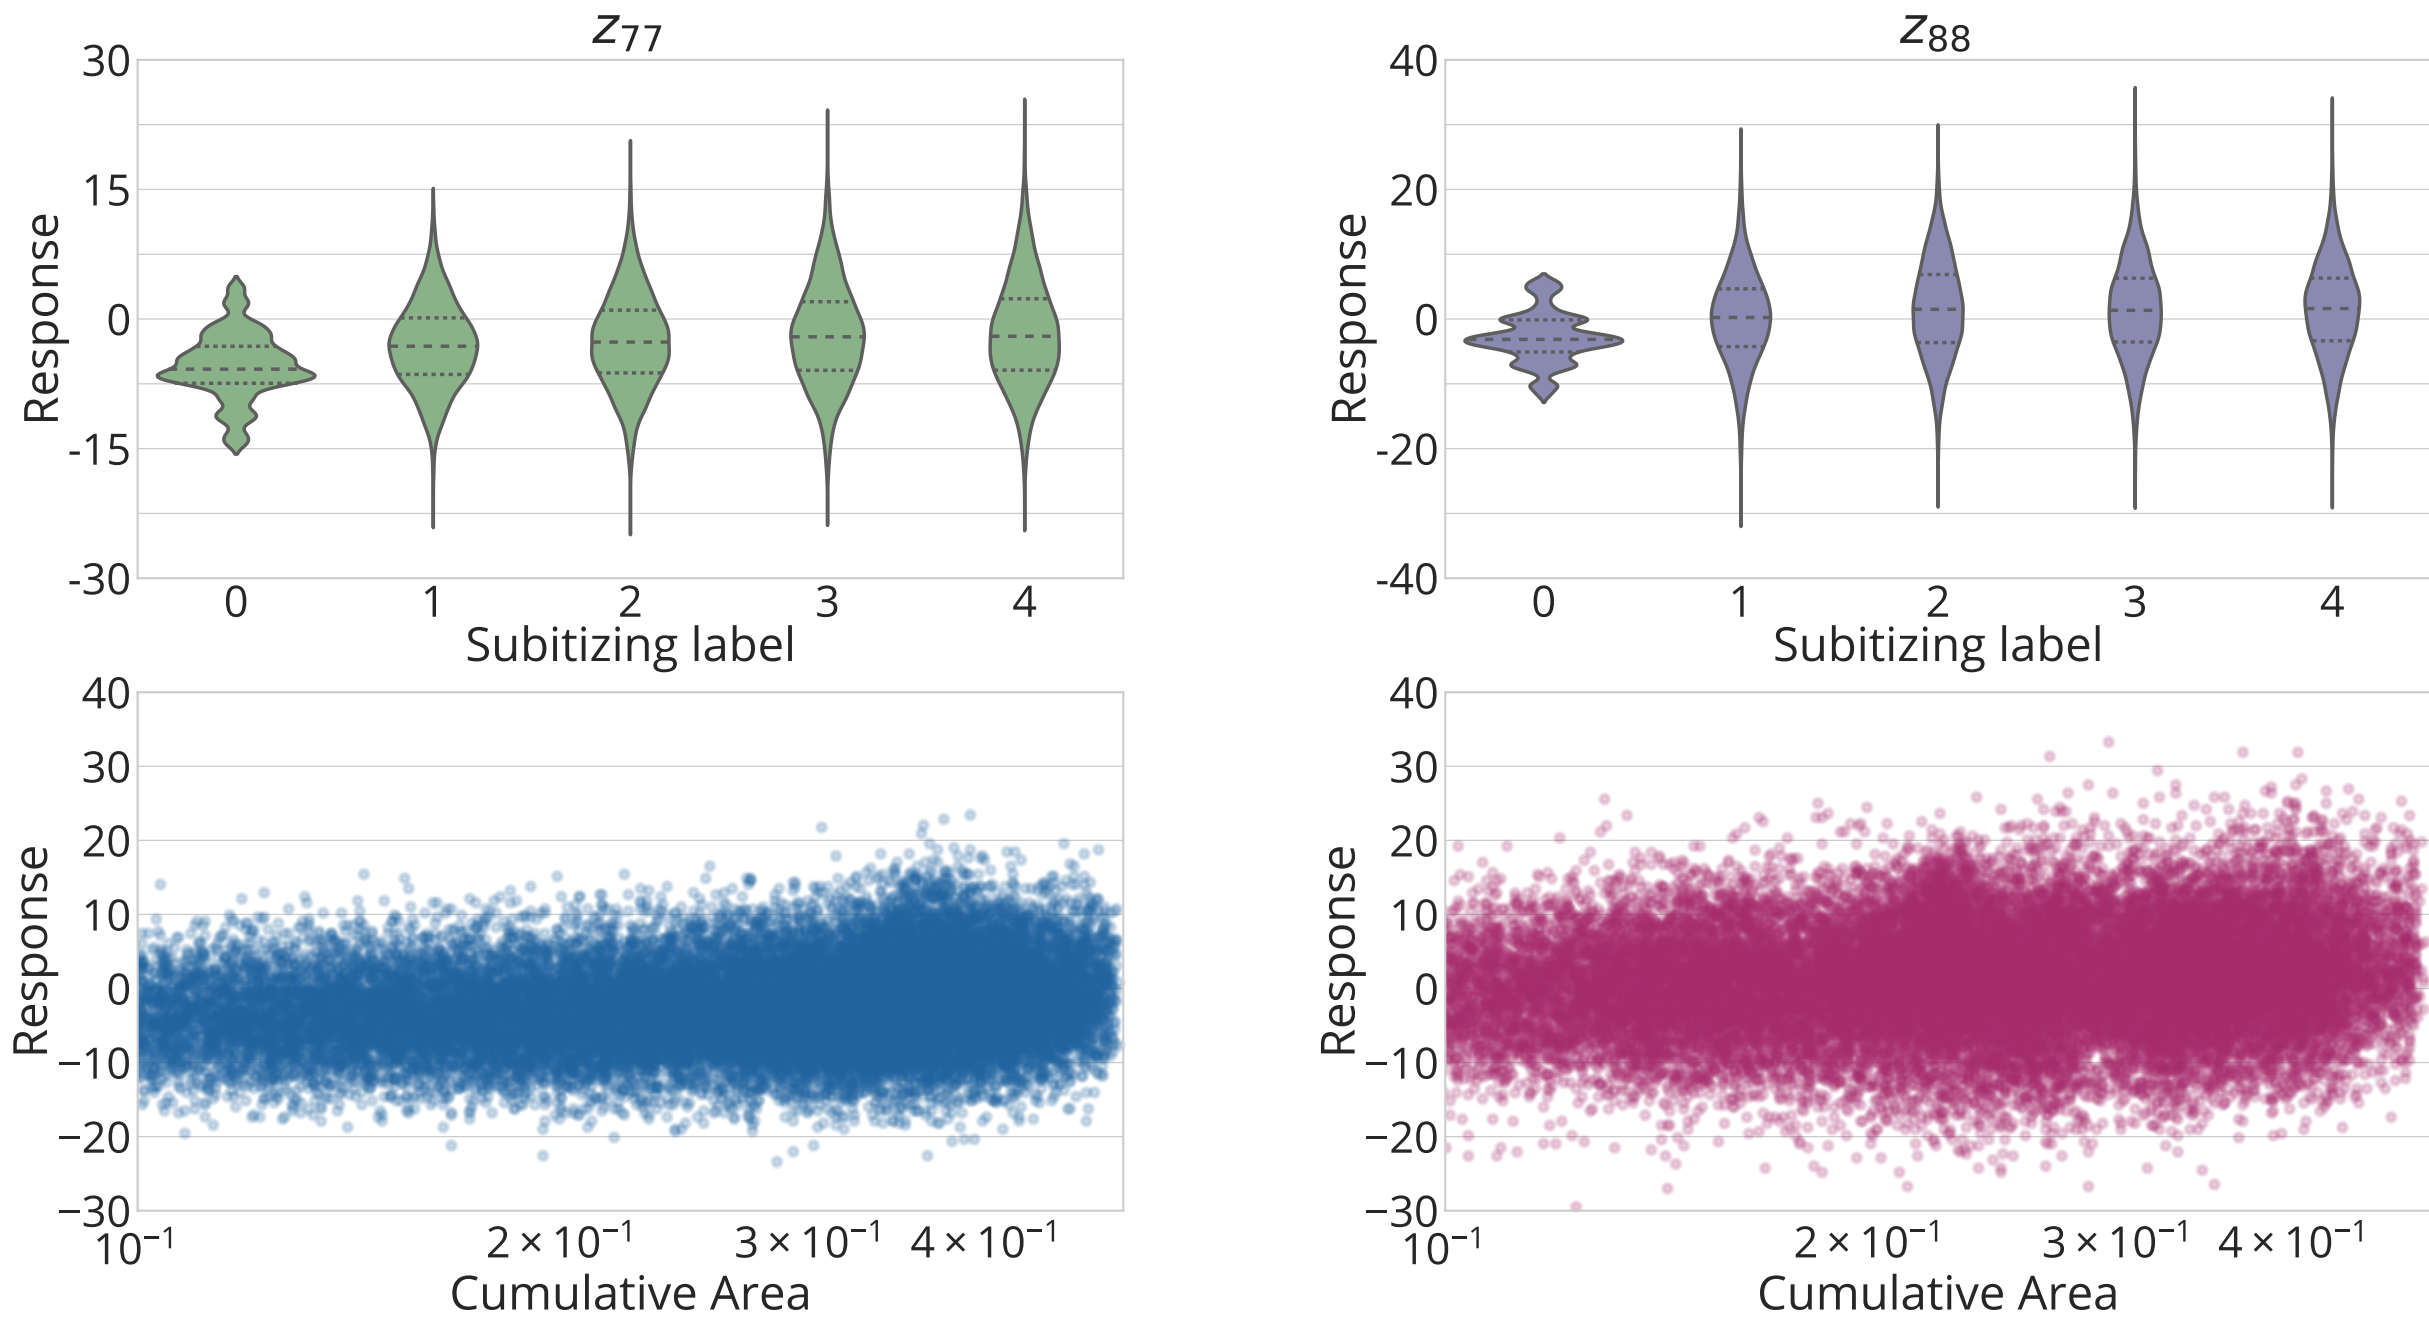 z77
30
15
0
-15
-30
Response
0 1 2 3 4
Subitizing label
z88
40
20
0
-20
-40
Response
0 1 2 3 4
Subitizing label
40
30
20
10
0
−10
−20
−30
Response
10−1 2×10−1 3×10−1 4×10−1
Cumulative Area
40
30
20
10
0
−10
−20
−30
Response
10−1 2×10−1 3×10−1 4×10−1
Cumulative Area